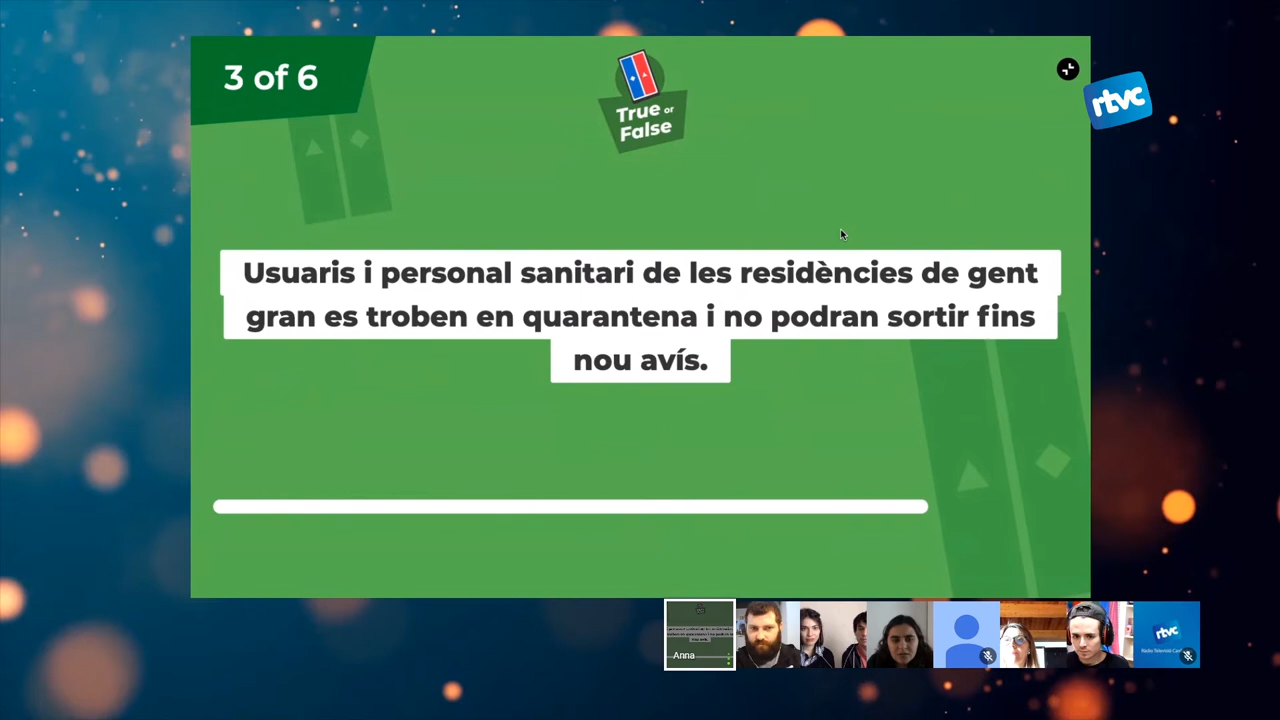 3 of 6
True or
False
rtvc
Usuaris i personal sanitari de les residències de gent
gran es troben en quarantena i no podran sortir fins
nou avís.
Anna
rtvc